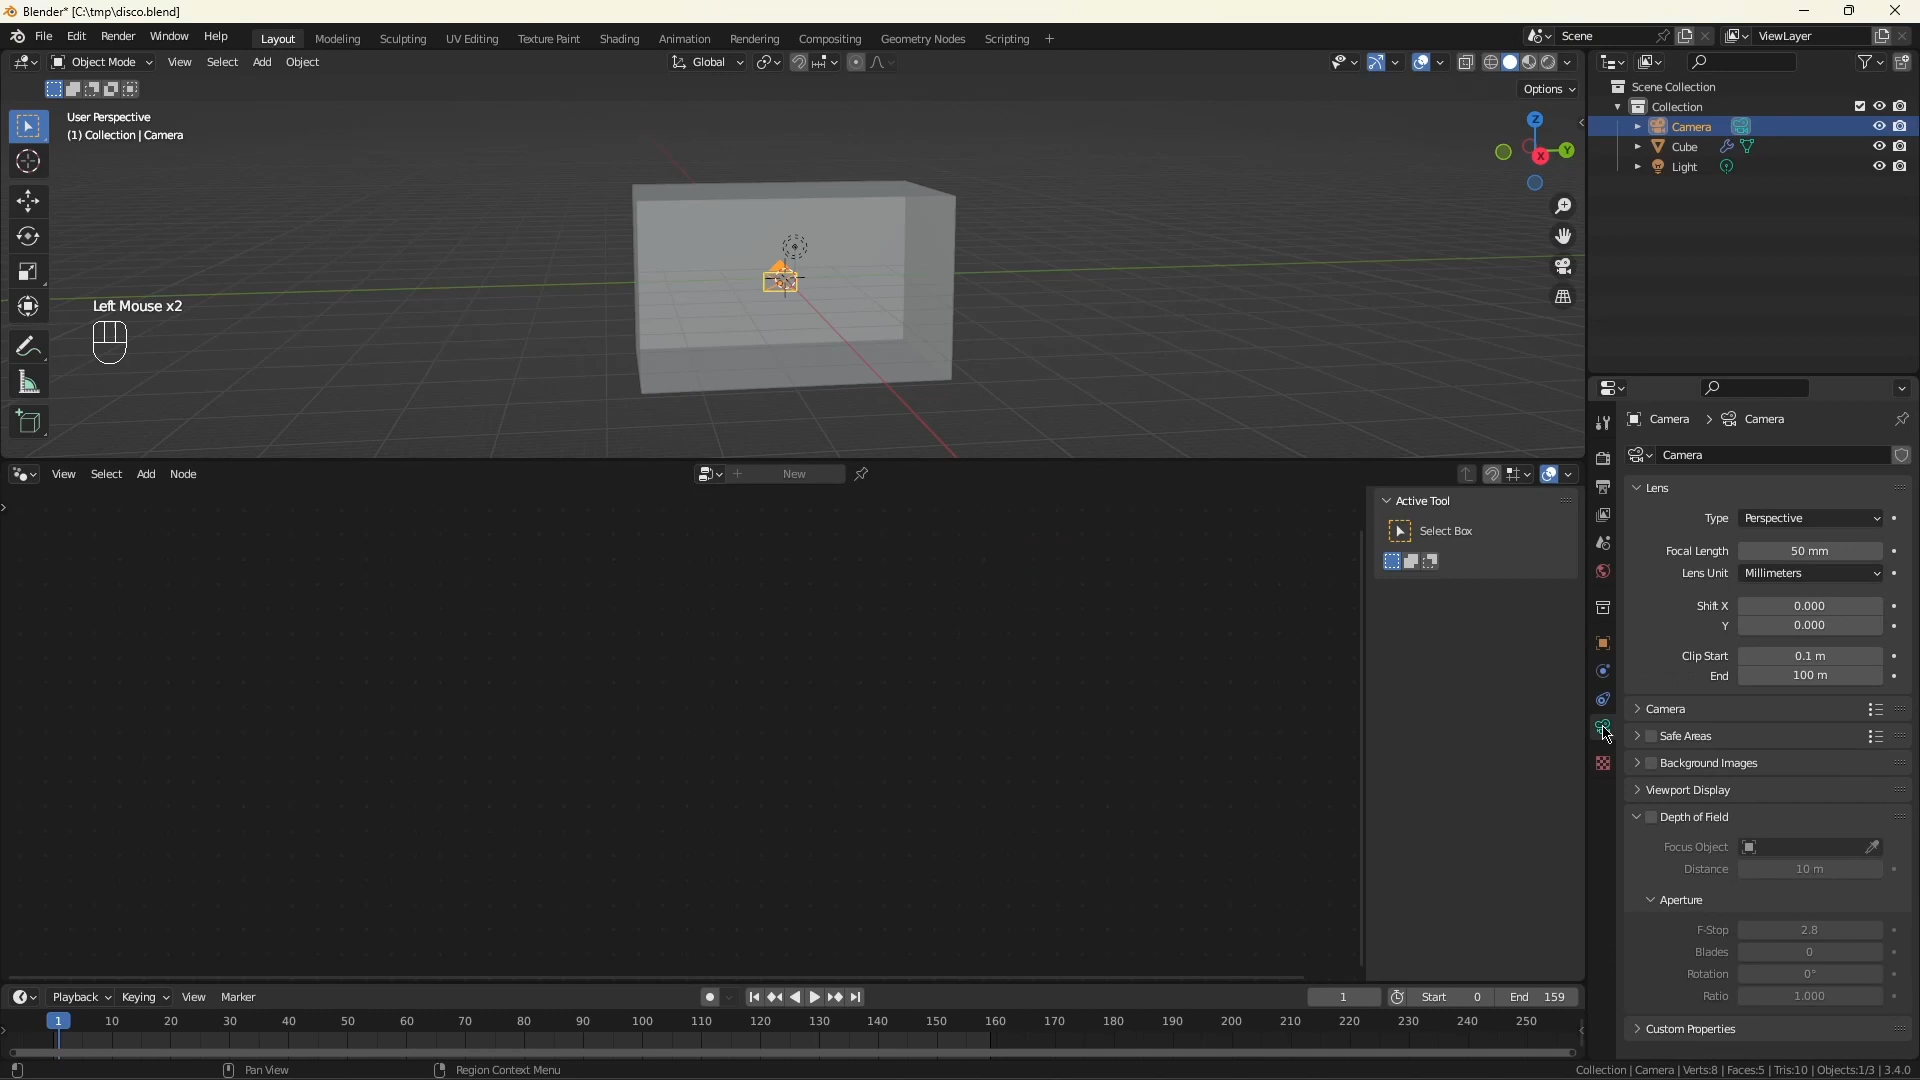 Blender* [C:\tmp\disco.blend]
File Edit Render Window Help Layout Modeling Sculpting UV Editing Texture Paint Shading Animation Rendering Compositing Geometry Nodes Scripting + Scene ViewLayer
Object Mode View Select Add Object Global
Options
User Perspective
(1) Collection | Camera
Z
Y
X
Left Mouse x2
Scene Collection
Collection
Camera
Cube
Light
View Select Add Node + New
Active Tool
Select Box
Camera > Camera
Camera
Lens
Type Perspective
Focal Length 50 mm
Lens Unit Millimeters
Shift X 0.000
Y 0.000
Clip Start 0.1 m
End 100 m
Camera
Safe Areas
Background Images
Viewport Display
Depth of Field
Focus Object
Distance 10 m
Aperture
F-Stop 2.8
Blades 0
Rotation 0°
Ratio 1.000
Custom Properties
Playback Keying View Marker 1 Start 0 End 159
1 10 20 30 40 50 60 70 80 90 100 110 120 130 140 150 160 170 180 190 200 210 220 230 240 250
Pan View Region Context Menu Collection | Camera | Verts:8 | Faces:5 | Tris:10 | Objects:1/3 | 3.4.0